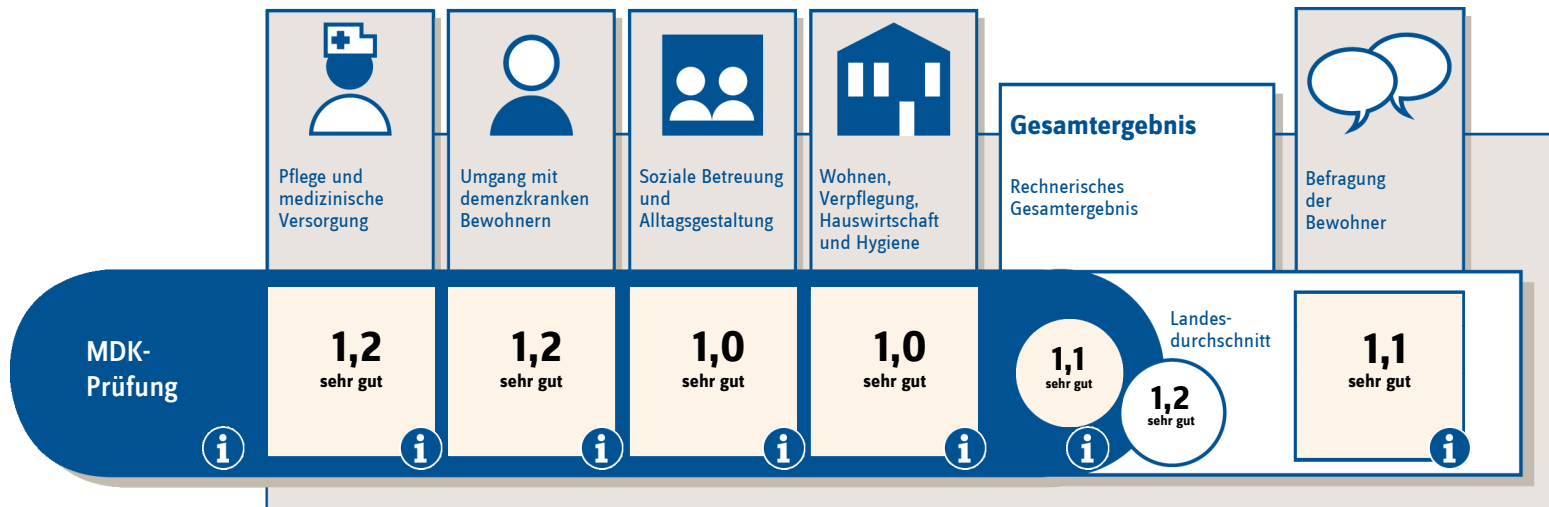 Pflege und
medizinische
Versorgung
Umgang mit
demenzkranken
Bewohnern
Soziale Betreuung
und
Alltagsgestaltung
Wohnen,
Verpflegung,
Hauswirtschaft
und Hygiene
Gesamtergebnis
Rechnerisches
Gesamtergebnis
Befragung
der
Bewohner
MDK-
Prüfung
i
1,2
sehr gut
i
1,2
sehr gut
i
1,0
sehr gut
i
1,0
sehr gut
i
1,1
sehr gut
i
Landes-
durchschnitt
1,2
sehr gut
1,1
sehr gut
i